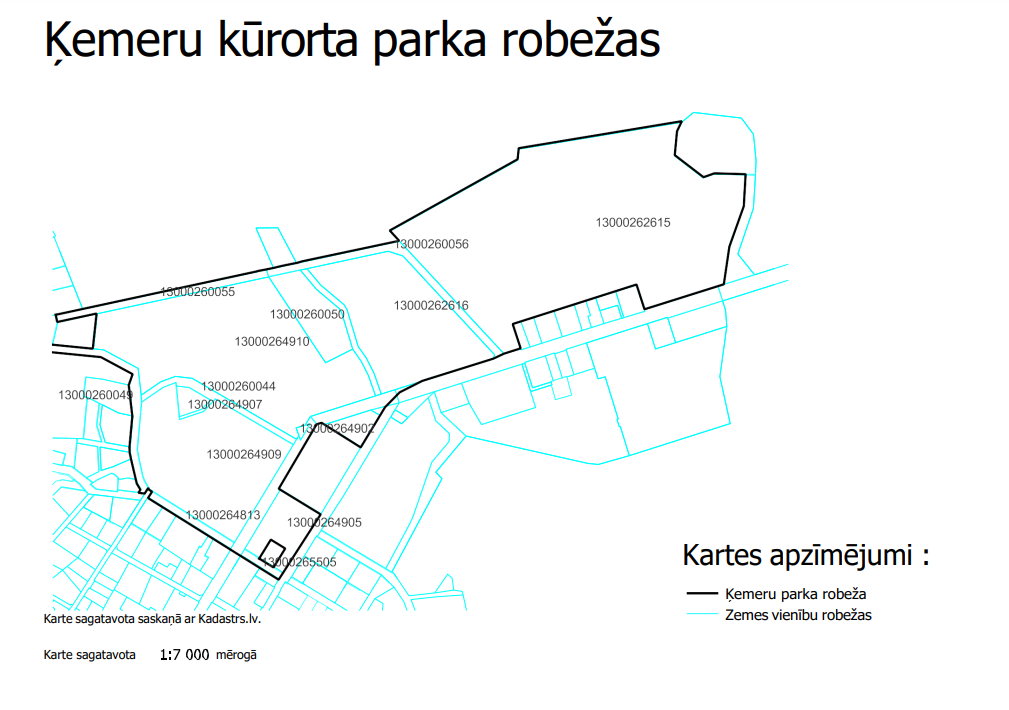 Ķemeru kūrorta parka robežas
13000262615
13000260056
13000260055
13000262616
13000260050
13000264910
13000260044
13000260049
13000264907
13000264902
13000264909
13000264813
13000264905
13000265505
Kartes apzīmējumi :
Ķemeru parka robeža
Zemes vienību robežas
Karte sagatavota saskaņā ar Kadastrs.lv.
Karte sagatavota 1:7 000 mērogā